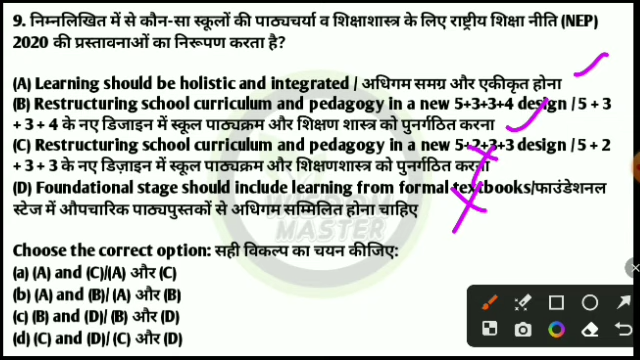 9. निम्नलिखित में से कौन-सा स्कूलों की पाठ्यचर्या व शिक्षाशास्त्र के लिए राष्ट्रीय शिक्षा नीति (NEP)
2020 की प्रस्तावनाओं का निरूपण करता है?
(A) Learning should be holistic and integrated / अधिगम समग्र और एकीकृत होना
(B) Restructuring school curriculum and pedagogy in a new 5+3+3+4 design / 5 + 3
+ 3 + 4 के नए डिजाइन में स्कूल पाठ्यक्रम और शिक्षण शास्त्र को पुनर्गठित करना
(C) Restructuring school curriculum and pedagogy in a new 5+2+3+3 design / 5 + 2
+ 3 + 3 के नए डिज़ाइन में स्कूल पाठ्यक्रम और शिक्षणशास्त्र को पुनर्गठित करना
(D) Foundational stage should include learning from formal textbooks/फाउंडेशनल
स्टेज में औपचारिक पाठ्यपुस्तकों से अधिगम सम्मिलित होना चाहिए
MASTER
Choose the correct option: सही विकल्प का चयन कीजिए:
(a) (A) and (C)/(A) और (C)
(b) (A) and (B)/ (A) और (B)
(c) (B) and (D)/ (B) और (D)
(d) (C) and (D)/ (C) और (D)